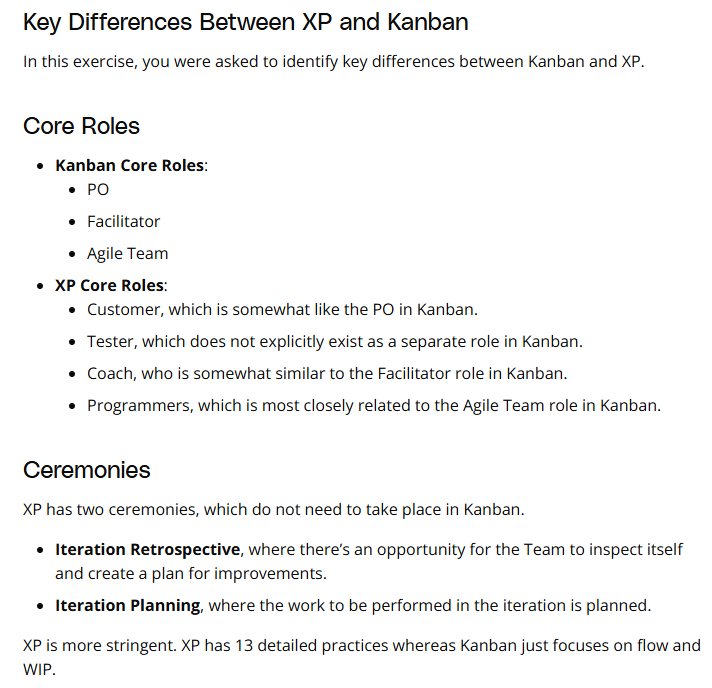 Key Differences Between XP and Kanban
In this exercise, you were asked to identify key differences between Kanban and XP.
Core Roles
• Kanban Core Roles:
• PO
• Facilitator
• Agile Team
• XP Core Roles:
• Customer, which is somewhat like the PO in Kanban.
• Tester, which does not explicitly exist as a separate role in Kanban.
• Coach, who is somewhat similar to the Facilitator role in Kanban.
• Programmers, which is most closely related to the Agile Team role in Kanban.
Ceremonies
XP has two ceremonies, which do not need to take place in Kanban.
• Iteration Retrospective, where there’s an opportunity for the Team to inspect itself
and create a plan for improvements.
• Iteration Planning, where the work to be performed in the iteration is planned.
XP is more stringent. XP has 13 detailed practices whereas Kanban just focuses on flow and
WIP.